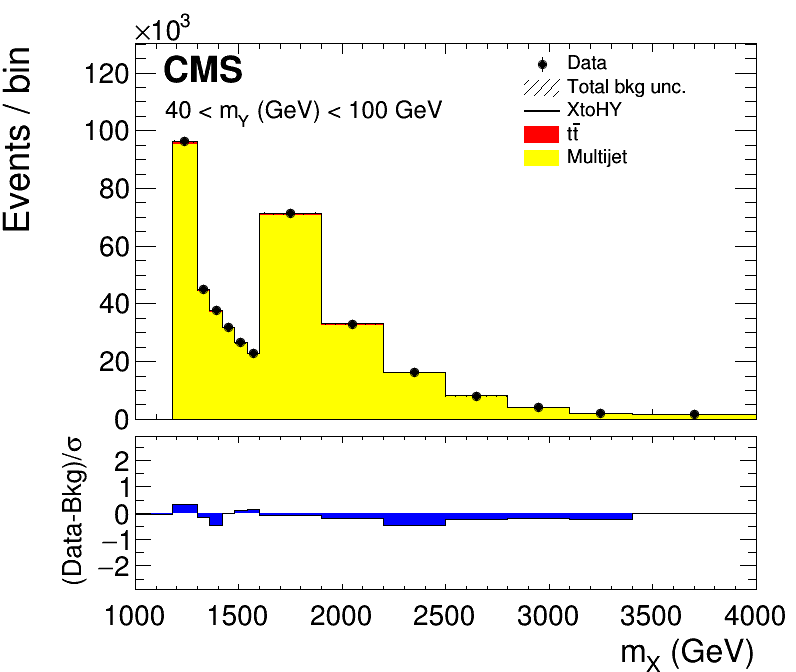 ×10³
Events / bin
120
100
80
60
40
20
0
CMS
40 < m_Y (GeV) < 100 GeV
Data
Total bkg unc.
XtoHY
tt̄
Multijet
(Data-Bkg)/σ
2
1
0
−1
−2
1000 1500 2000 2500 3000 3500 4000
m_X (GeV)